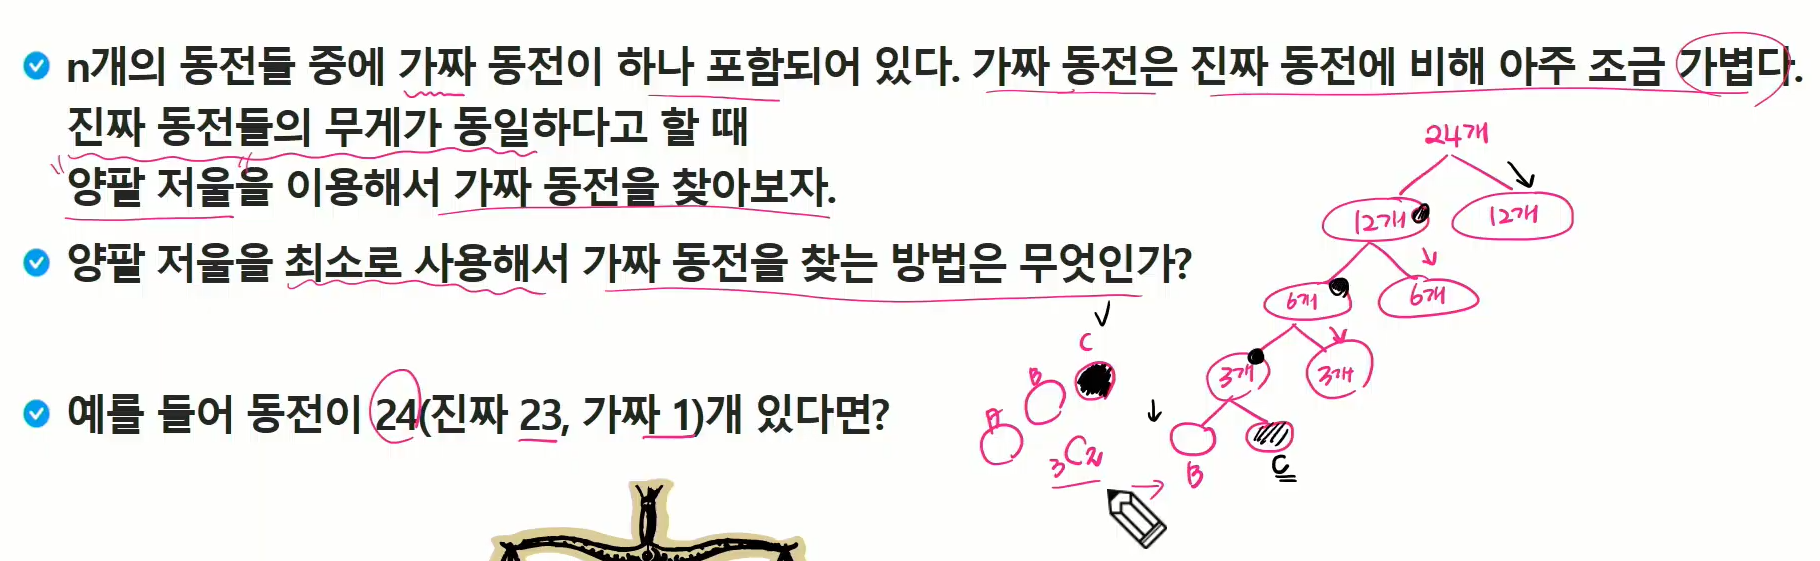 n개의 동전들 중에 가짜 동전이 하나 포함되어 있다. 가짜 동전은 진짜 동전에 비해 아주 조금 가볍다.
진짜 동전들의 무게가 동일하다고 할 때
양팔 저울을 이용해서 가짜 동전을 찾아보자.
양팔 저울을 최소로 사용해서 가짜 동전을 찾는 방법은 무엇인가?
예를 들어 동전이 24(진짜 23, 가짜 1)개 있다면?
24개
12개 12개
6개 6개
3개 3개
B C
A B C
₃C₂